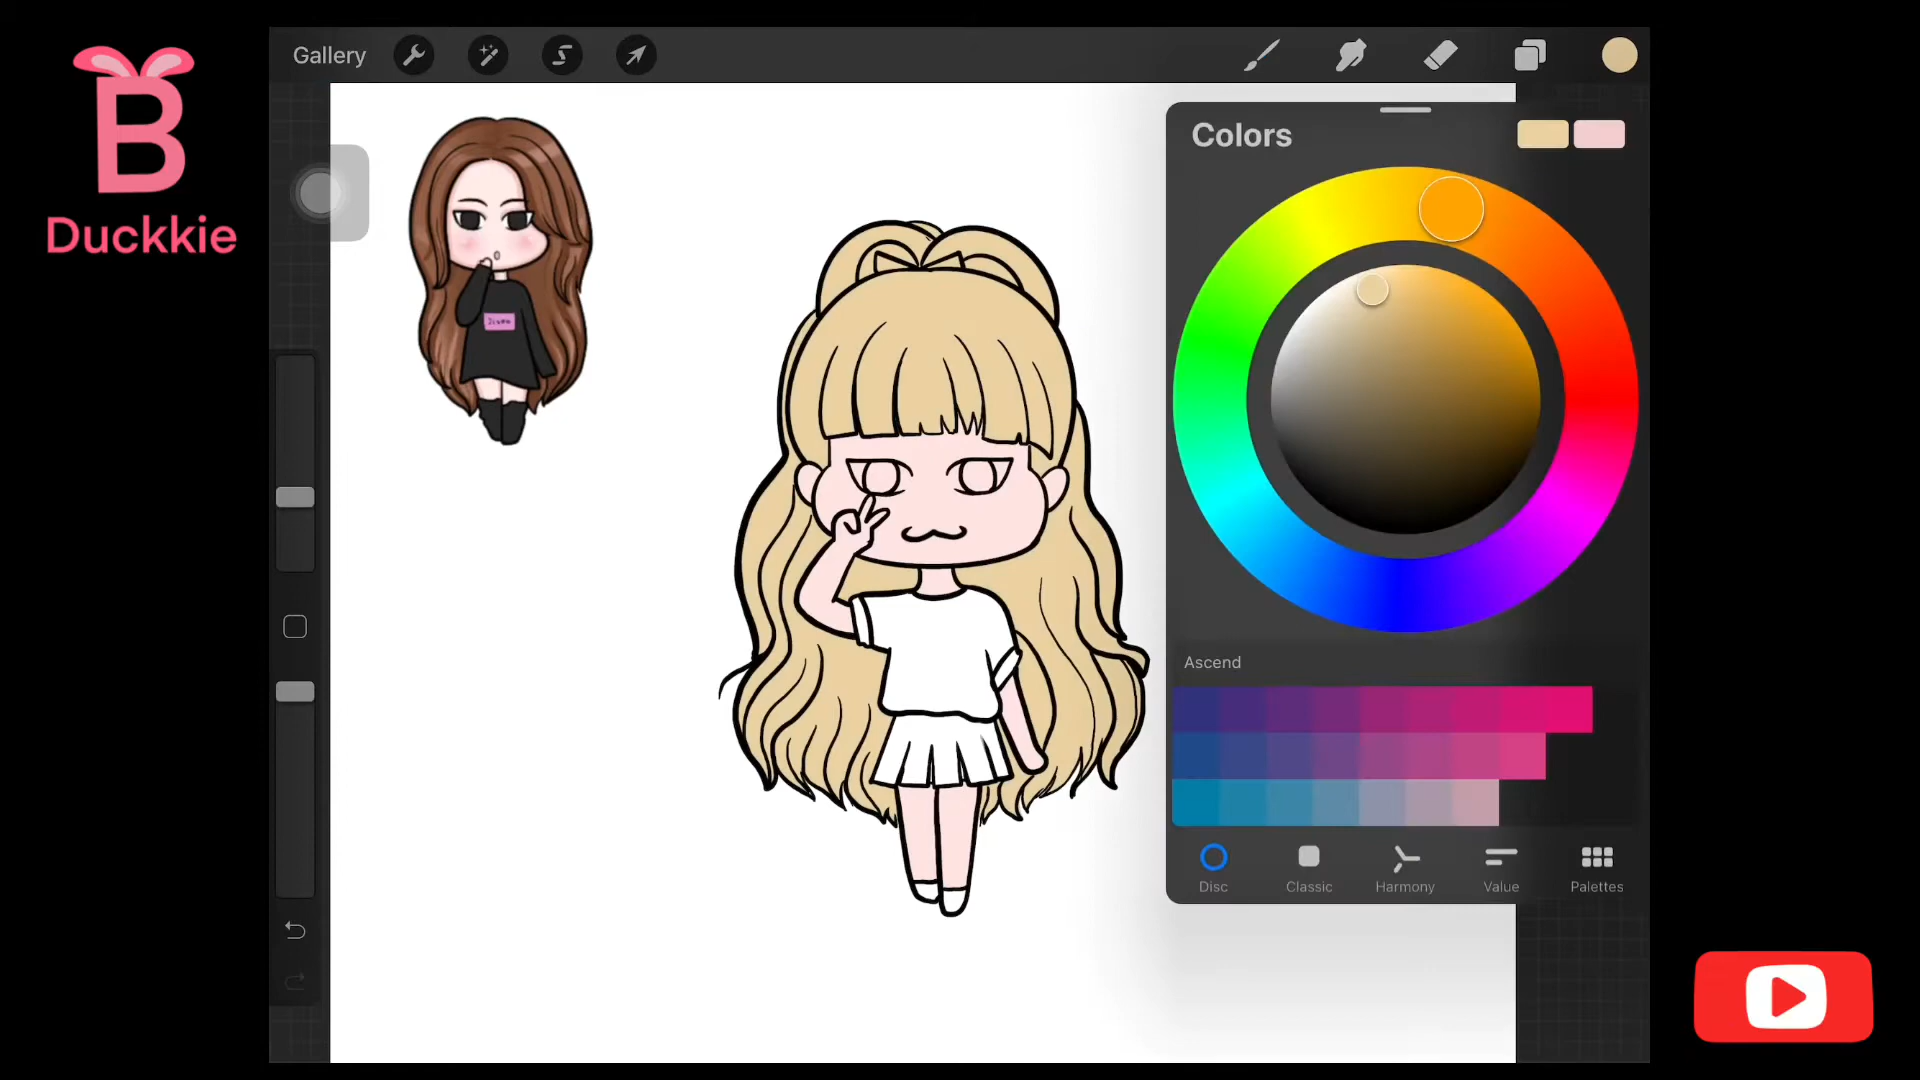 B
Duckkie
Gallery
Colors
Ascend
Disc
Classic
Harmony
Value
Palettes